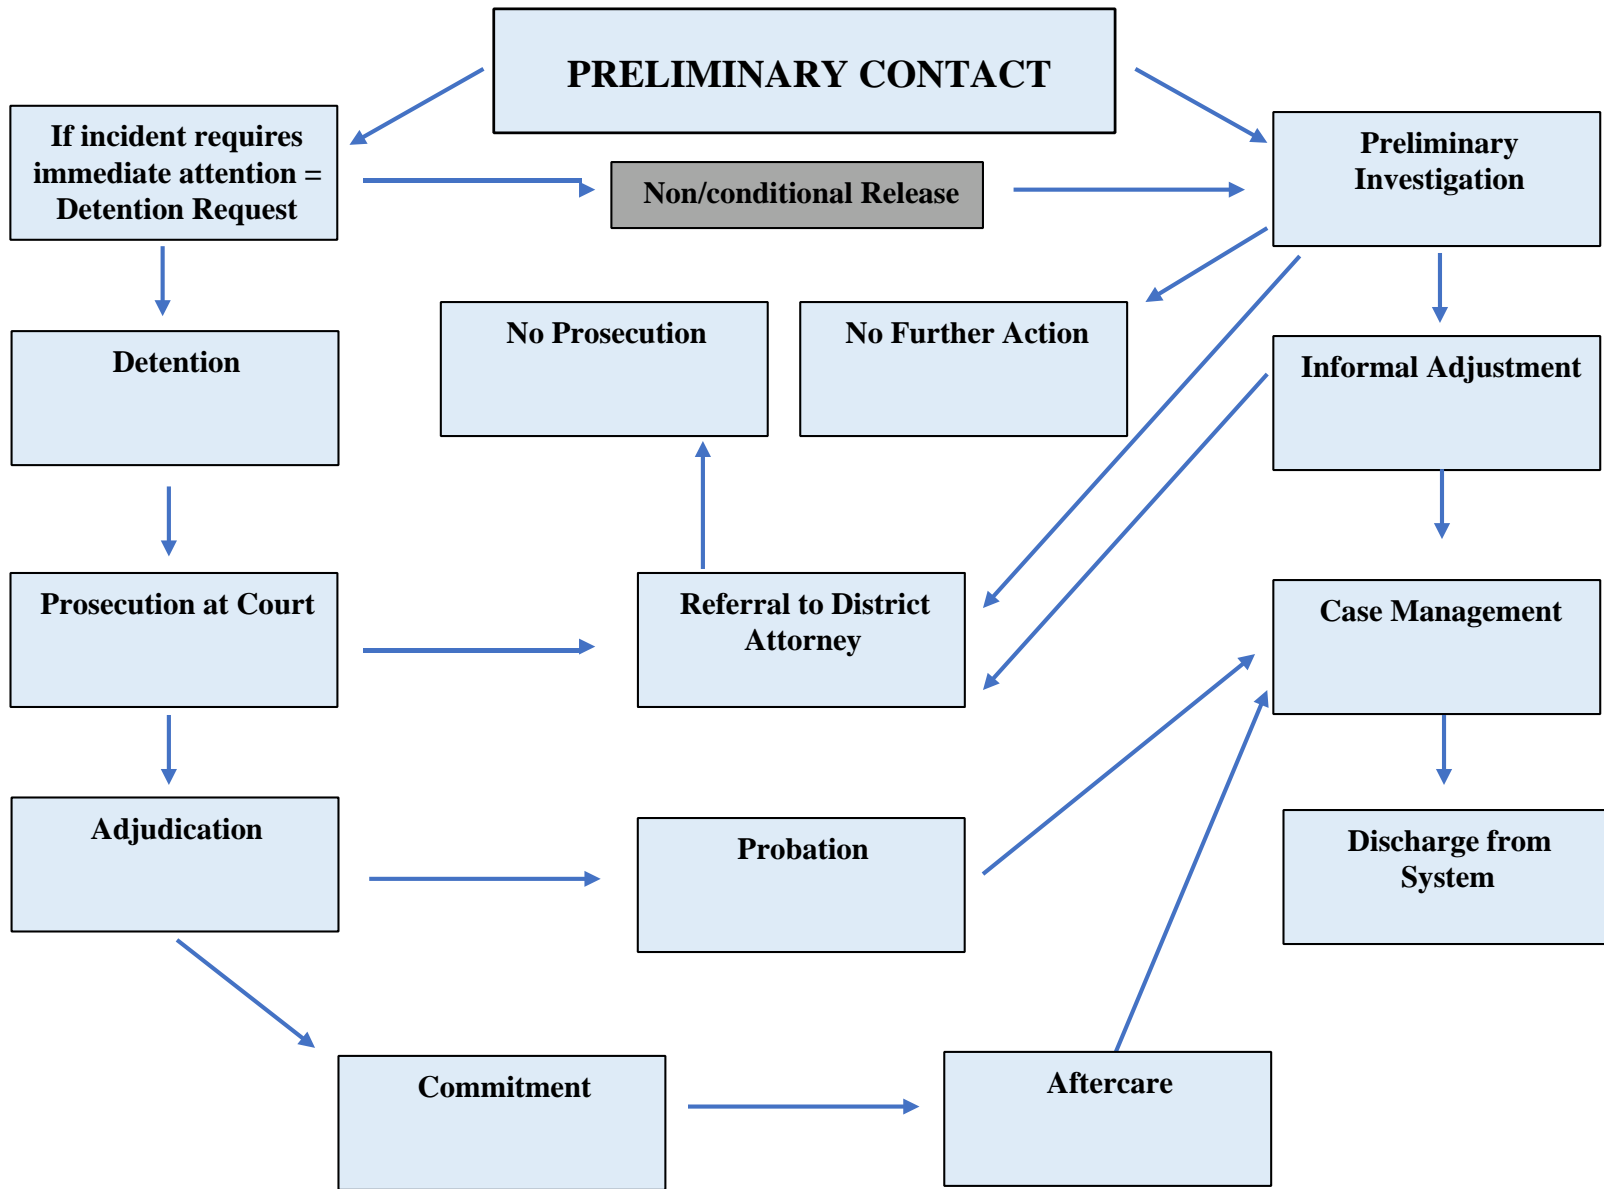 PRELIMINARY CONTACT
If incident requires
immediate attention =
Detention Request
Non/conditional Release
Preliminary
Investigation
No Prosecution
No Further Action
Detention
Informal Adjustment
Prosecution at Court
Referral to District
Attorney
Case Management
Adjudication
Probation
Discharge from
System
Commitment
Aftercare